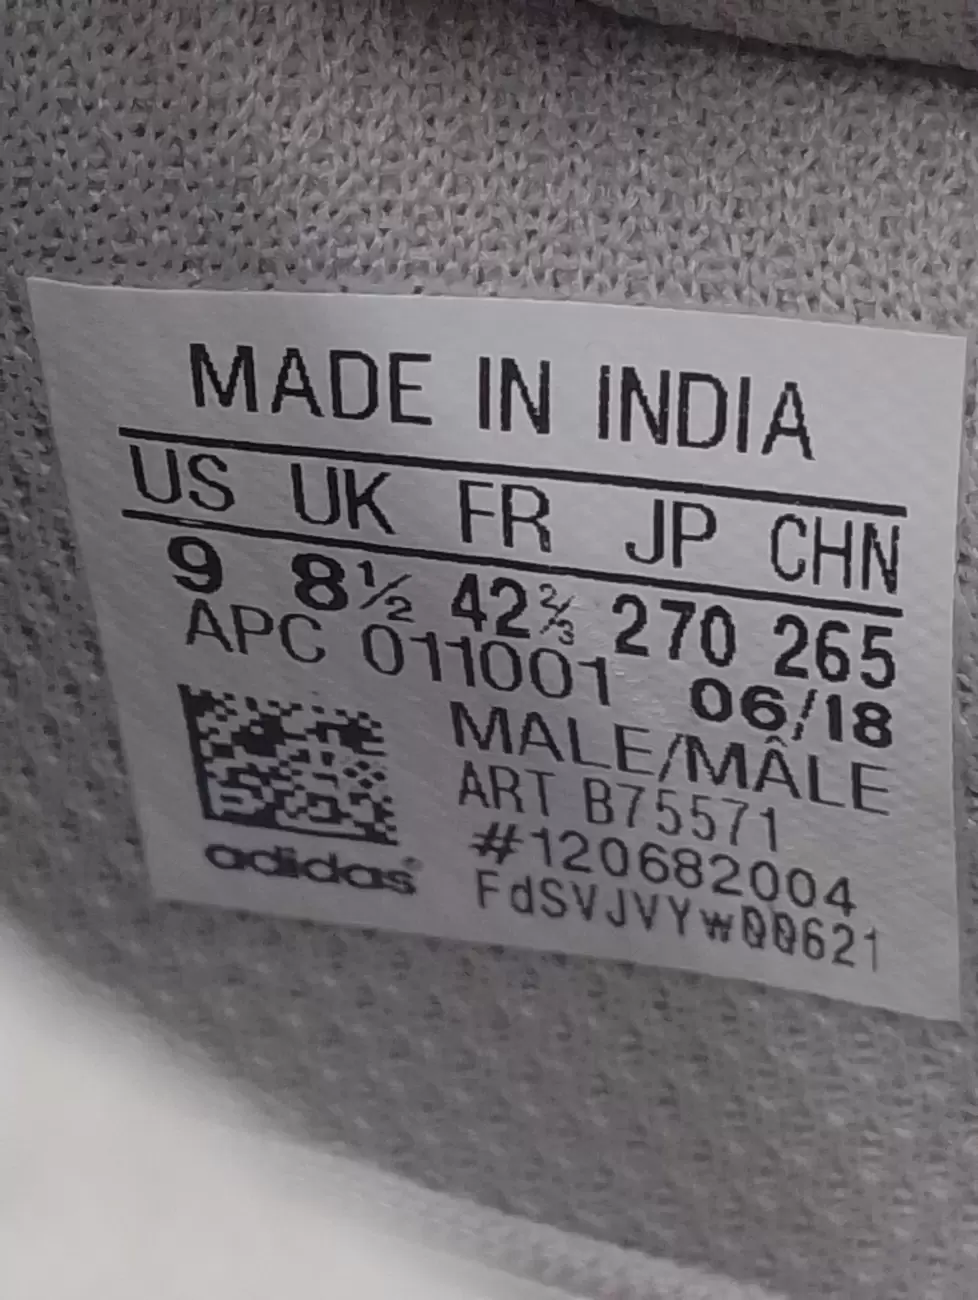 MADE IN INDIA
US UK FR JP CHN
9 8½ 42⅔ 270 265
APC 011001 06/18
MALE/MÂLE
ART B75571
#120682004
FdSVJVYw00621
adidas®